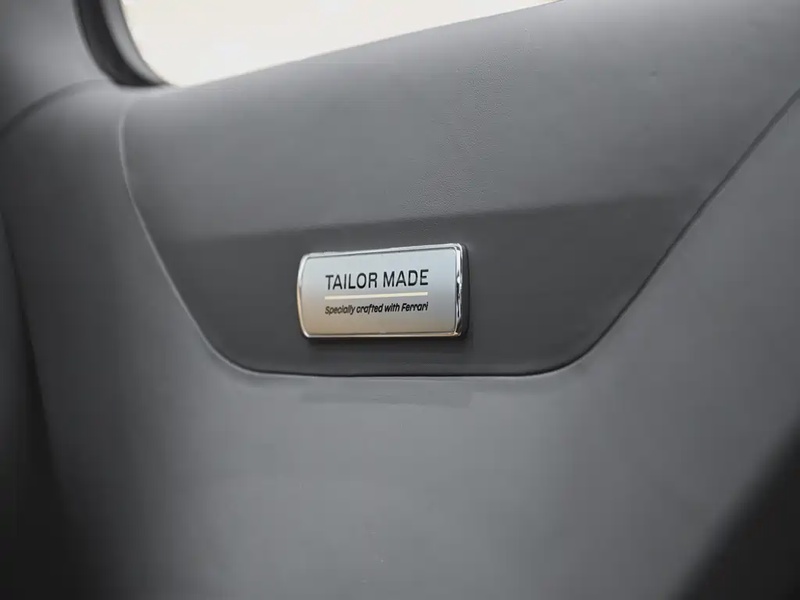 TAILOR MADE
Specially crafted with Ferrari